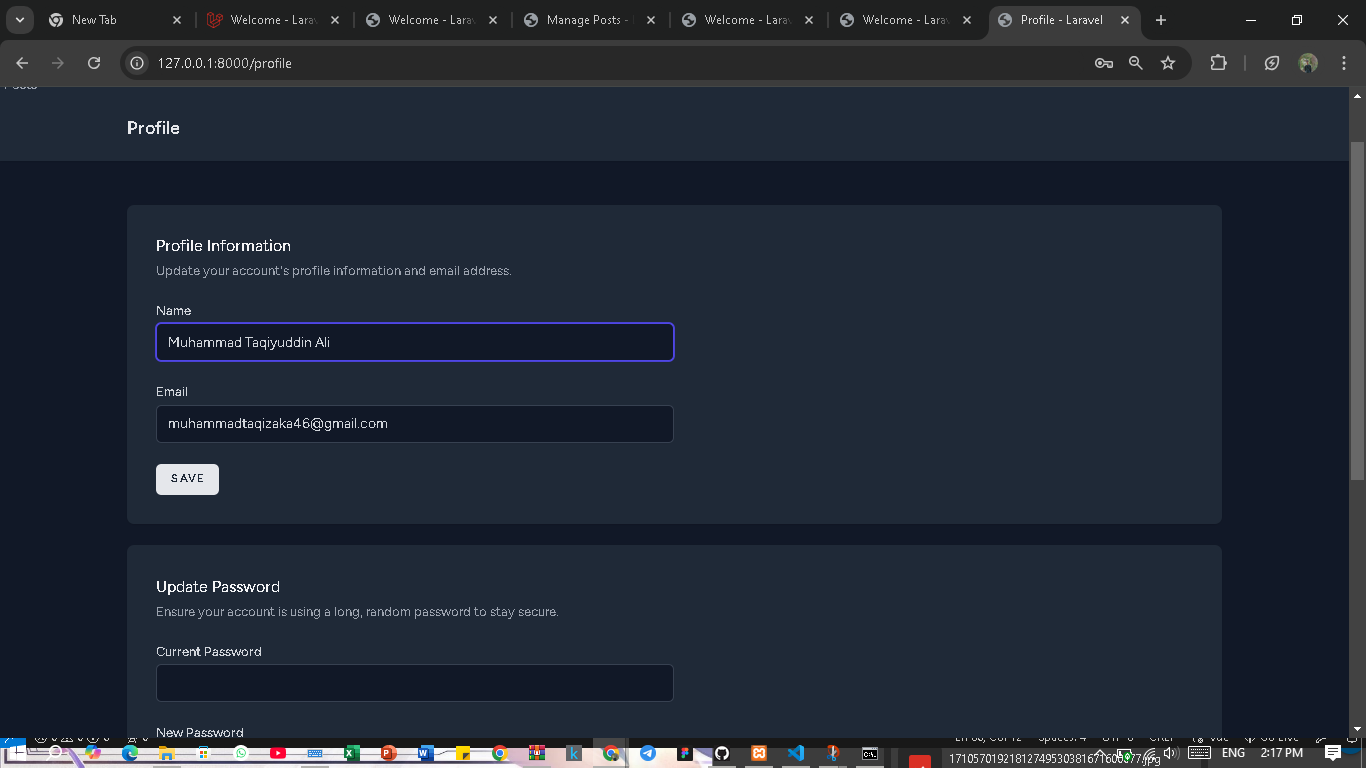 New Tab
Welcome - Lara
Welcome - Lara
Manage Posts -
Welcome - Lara
Welcome - Lara
Profile - Laravel
127.0.0.1:8000/profile
Profile
Profile Information
Update your account's profile information and email address.
Name
Muhammad Taqiyuddin Ali
Email
muhammadtaqizaka46@gmail.com
SAVE
Update Password
Ensure your account is using a long, random password to stay secure.
Current Password
New Password
ENG
2:17 PM